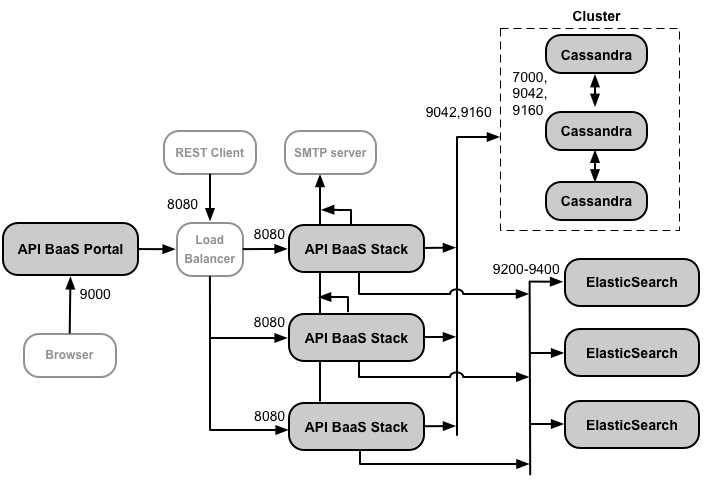 Cluster
Cassandra
7000,
9042,
9160
9042,9160
Cassandra
REST Client
SMTP server
Cassandra
8080
API BaaS Portal
Load
Balancer
8080
API BaaS Stack
9200-9400
ElasticSearch
9000
8080
API BaaS Stack
Browser
ElasticSearch
8080
API BaaS Stack
ElasticSearch